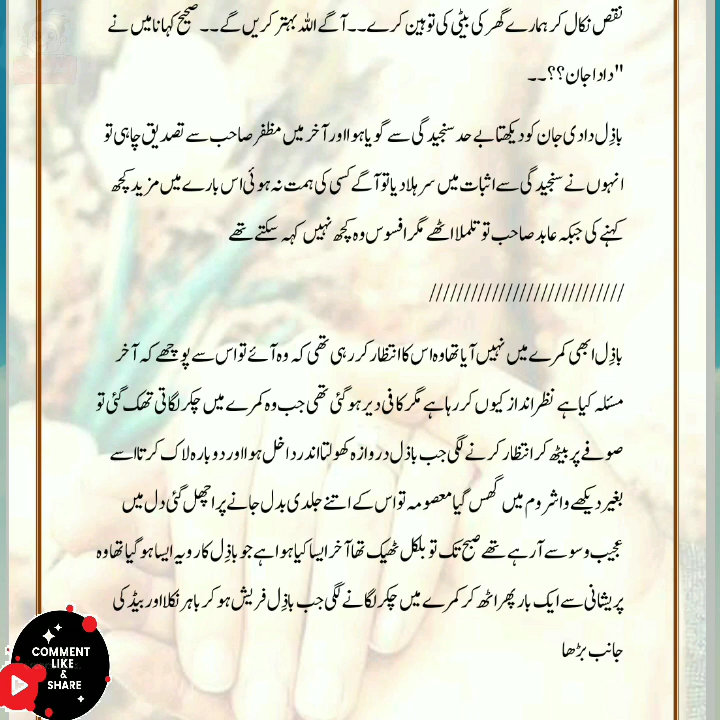 نقص نکال کر ہمارے گھر کی بیٹی کی توہین کرے۔۔آگے اللہ بہتر کریں گے۔۔صحیح کہا نا میں نے
"دادا جان؟؟۔۔
باذِل دادی جان کو دیکھتا بے حد سنجیدگی سے گویا ہوا اور آخر میں مظفر صاحب سے تصدیق چاہی تو
انہوں نے سنجیدگی سے اثبات میں سر ہلا دیا تو آگے کسی کی ہمت نہ ہوئی اس بارے میں مزید کچھ
کہنے کی جبکہ عابد صاحب تو تلملا اٹھے مگر افسوس وہ کچھ نہیں کہہ سکتے تھے
////////////////////////////
باذِل ابھی کمرے میں نہیں آیا تھا وہ اس کا انتظار کر رہی تھی کہ وہ آئے تو اس سے پوچھے کہ آخر
مسئلہ کیا ہے نظر انداز کیوں کر رہا ہے مگر کافی دیر ہو گئی تھی جب وہ کمرے میں چکر لگاتی تھک گئی تو
صوفے پر بیٹھ کر انتظار کرنے لگی جب باذل دروازہ کھولتا اندر داخل ہوا اور دوبارہ لاک کرتا اسے
بغیر دیکھے واشروم میں گھس گیا معصومہ تو اس کے اتنے جلدی بدل جانے پر اچھل گئی دل میں
عجیب وسوسے آ رہے تھے صبح تک تو بلکل ٹھیک تھا آخر ایسا کیا ہوا ہے جو باذِل کا رویہ ایسا ہو گیا تھا وہ
پریشانی سے ایک بار پھر اٹھ کر کمرے میں چکر لگانے لگی جب باذِل فریش ہو کر باہر نکلا اور بیڈ کی
جانب بڑھا
COMMENT
LIKE
&
SHARE